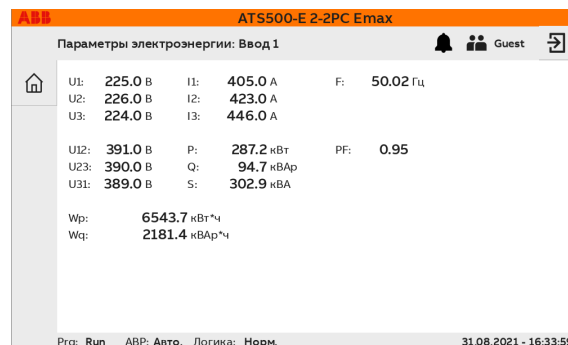 ABB ATS500-E 2-2PC Emax
Параметры электроэнергии: Ввод 1 Guest
U1: 225.0 В I1: 405.0 А F: 50.02 Гц
U2: 226.0 В I2: 423.0 А
U3: 224.0 В I3: 446.0 А
U12: 391.0 В P: 287.2 кВт PF: 0.95
U23: 390.0 В Q: 94.7 кВАр
U31: 389.0 В S: 302.9 кВА
Wp: 6543.7 кВт*ч
Wq: 2181.4 кВАр*ч
Prg: Run АВР: Авто. Логика: Норм. 31.08.2021 - 16:33:59